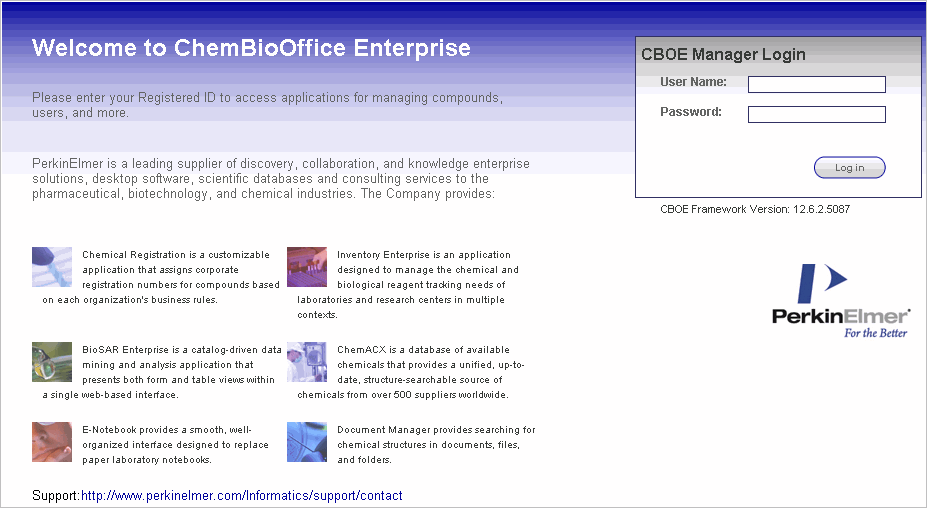 Welcome to ChemBioOffice Enterprise
Please enter your Registered ID to access applications for managing compounds,
users, and more.
PerkinElmer is a leading supplier of discovery, collaboration, and knowledge enterprise
solutions, desktop software, scientific databases and consulting services to the
pharmaceutical, biotechnology, and chemical industries. The Company provides:
Chemical Registration is a customizable
application that assigns corporate
registration numbers for compounds based
on each organization's business rules.
Inventory Enterprise is an application
designed to manage the chemical and
biological reagent tracking needs of
laboratories and research centers in multiple
contexts.
BioSAR Enterprise is a catalog-driven data
mining and analysis application that
presents both form and table views within
a single web-based interface.
ChemACX is a database of available
chemicals that provides a unified, up-to-
date, structure-searchable source of
chemicals from over 500 suppliers worldwide.
E-Notebook provides a smooth, well-
organized interface designed to replace
paper laboratory notebooks.
Document Manager provides searching for
chemical structures in documents, files,
and folders.
Support:http://www.perkinelmer.com/Informatics/support/contact
CBOE Manager Login
User Name:
Password:
Log in
CBOE Framework Version: 12.6.2.5087
PerkinElmer
For the Better